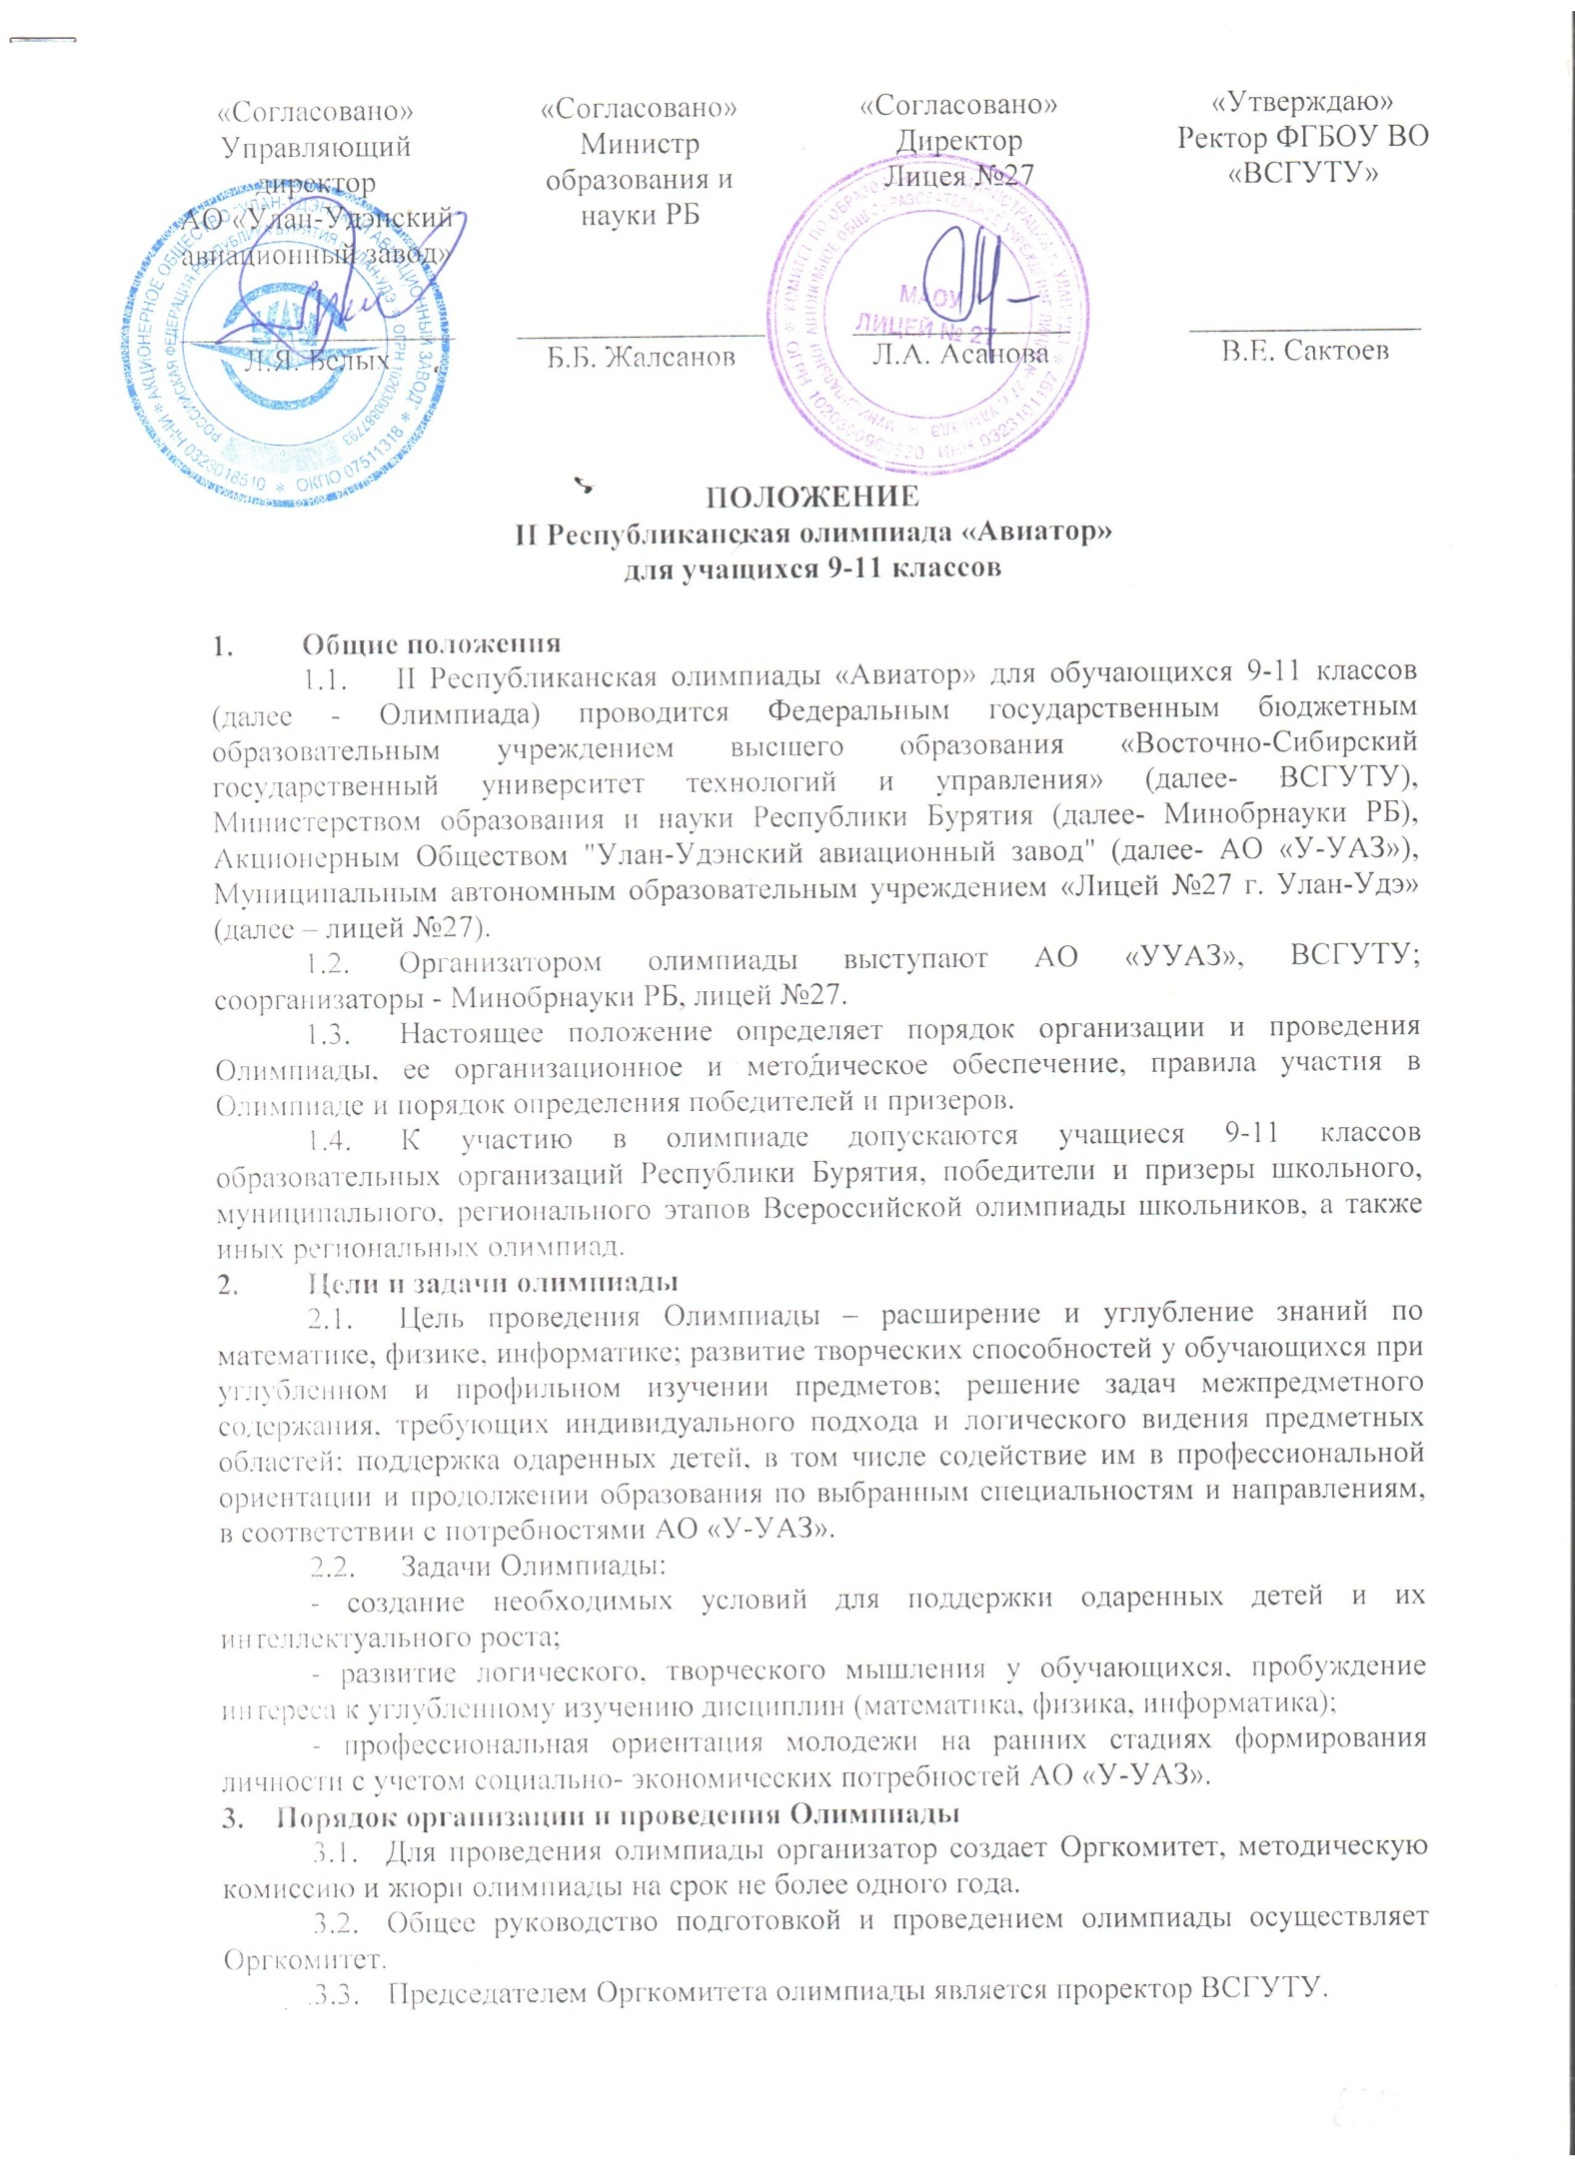 «Согласовано»
Управляющий
директор
АО «Улан-Удэнский
авиационный завод»
Л.Я. Белых
«Согласовано»
Министр
образования и
науки РБ
Б.Б. Жалсанов
«Согласовано»
Директор
Лицея №27
Л.А. Асанова
«Утверждаю»
Ректор ФГБОУ ВО
«ВСГУТУ»
В.Е. Сактоев
МАОУ
ЛИЦЕЙ № 27
ПОЛОЖЕНИЕ
II Республиканская олимпиада «Авиатор»
для учащихся 9-11 классов
1. Общие положения
1.1. II Республиканская олимпиады «Авиатор» для обучающихся 9-11 классов
(далее - Олимпиада) проводится Федеральным государственным бюджетным
образовательным учреждением высшего образования «Восточно-Сибирский
государственный университет технологий и управления» (далее- ВСГУТУ),
Министерством образования и науки Республики Бурятия (далее- Минобрнауки РБ),
Акционерным Обществом "Улан-Удэнский авиационный завод" (далее- АО «У-УАЗ»),
Муниципальным автономным образовательным учреждением «Лицей №27 г. Улан-Удэ»
(далее – лицей №27).
1.2. Организатором олимпиады выступают АО «УУАЗ», ВСГУТУ;
соорганизаторы - Минобрнауки РБ, лицей №27.
1.3. Настоящее положение определяет порядок организации и проведения
Олимпиады, ее организационное и методическое обеспечение, правила участия в
Олимпиаде и порядок определения победителей и призеров.
1.4. К участию в олимпиаде допускаются учащиеся 9-11 классов
образовательных организаций Республики Бурятия, победители и призеры школьного,
муниципального, регионального этапов Всероссийской олимпиады школьников, а также
иных региональных олимпиад.
2. Цели и задачи олимпиады
2.1. Цель проведения Олимпиады – расширение и углубление знаний по
математике, физике, информатике; развитие творческих способностей у обучающихся при
углубленном и профильном изучении предметов; решение задач межпредметного
содержания, требующих индивидуального подхода и логического видения предметных
областей; поддержка одаренных детей, в том числе содействие им в профессиональной
ориентации и продолжении образования по выбранным специальностям и направлениям,
в соответствии с потребностями АО «У-УАЗ».
2.2. Задачи Олимпиады:
- создание необходимых условий для поддержки одаренных детей и их
интеллектуального роста;
- развитие логического, творческого мышления у обучающихся, пробуждение
интереса к углубленному изучению дисциплин (математика, физика, информатика);
- профессиональная ориентация молодежи на ранних стадиях формирования
личности с учетом социально- экономических потребностей АО «У-УАЗ».
3. Порядок организации и проведения Олимпиады
3.1. Для проведения олимпиады организатор создает Оргкомитет, методическую
комиссию и жюри олимпиады на срок не более одного года.
3.2. Общее руководство подготовкой и проведением олимпиады осуществляет
Оргкомитет.
3.3. Председателем Оргкомитета олимпиады является проректор ВСГУТУ.